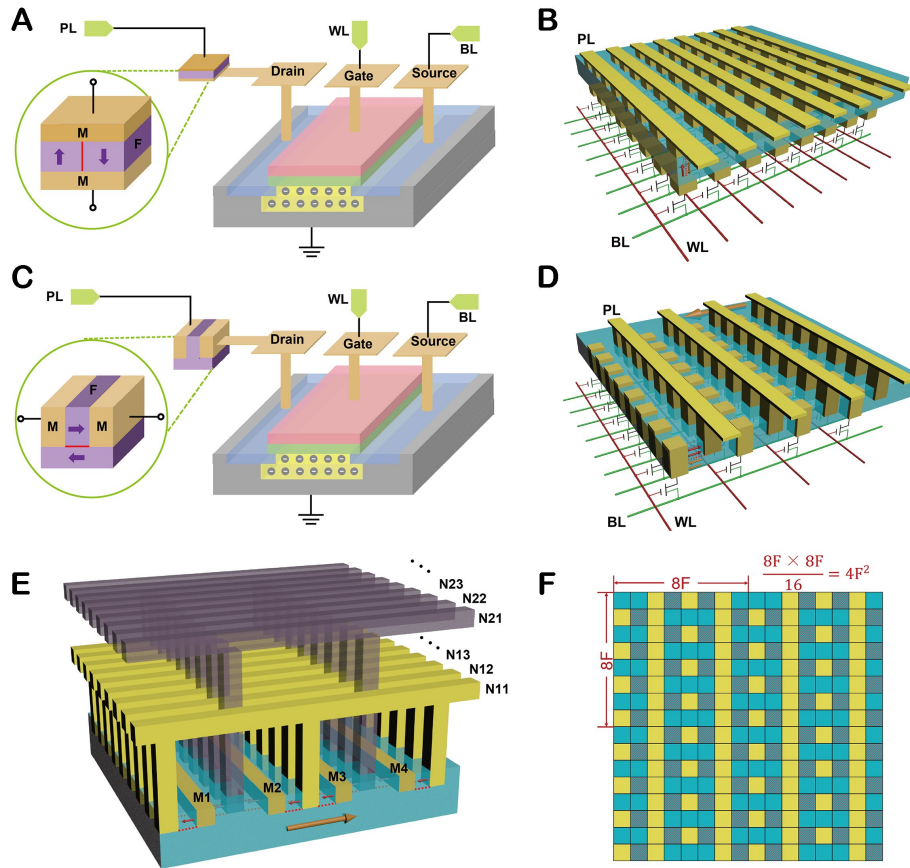 A
PL
WL
BL
Drain
Gate
Source
M
F
M
B
PL
BL
WL
C
PL
WL
BL
Drain
Gate
Source
F
M
M
D
PL
BL
WL
E
N23
N22
N21
N13
N12
N11
M1
M2
M3
M4
F
8F × 8F
16
= 4F²
8F
8F